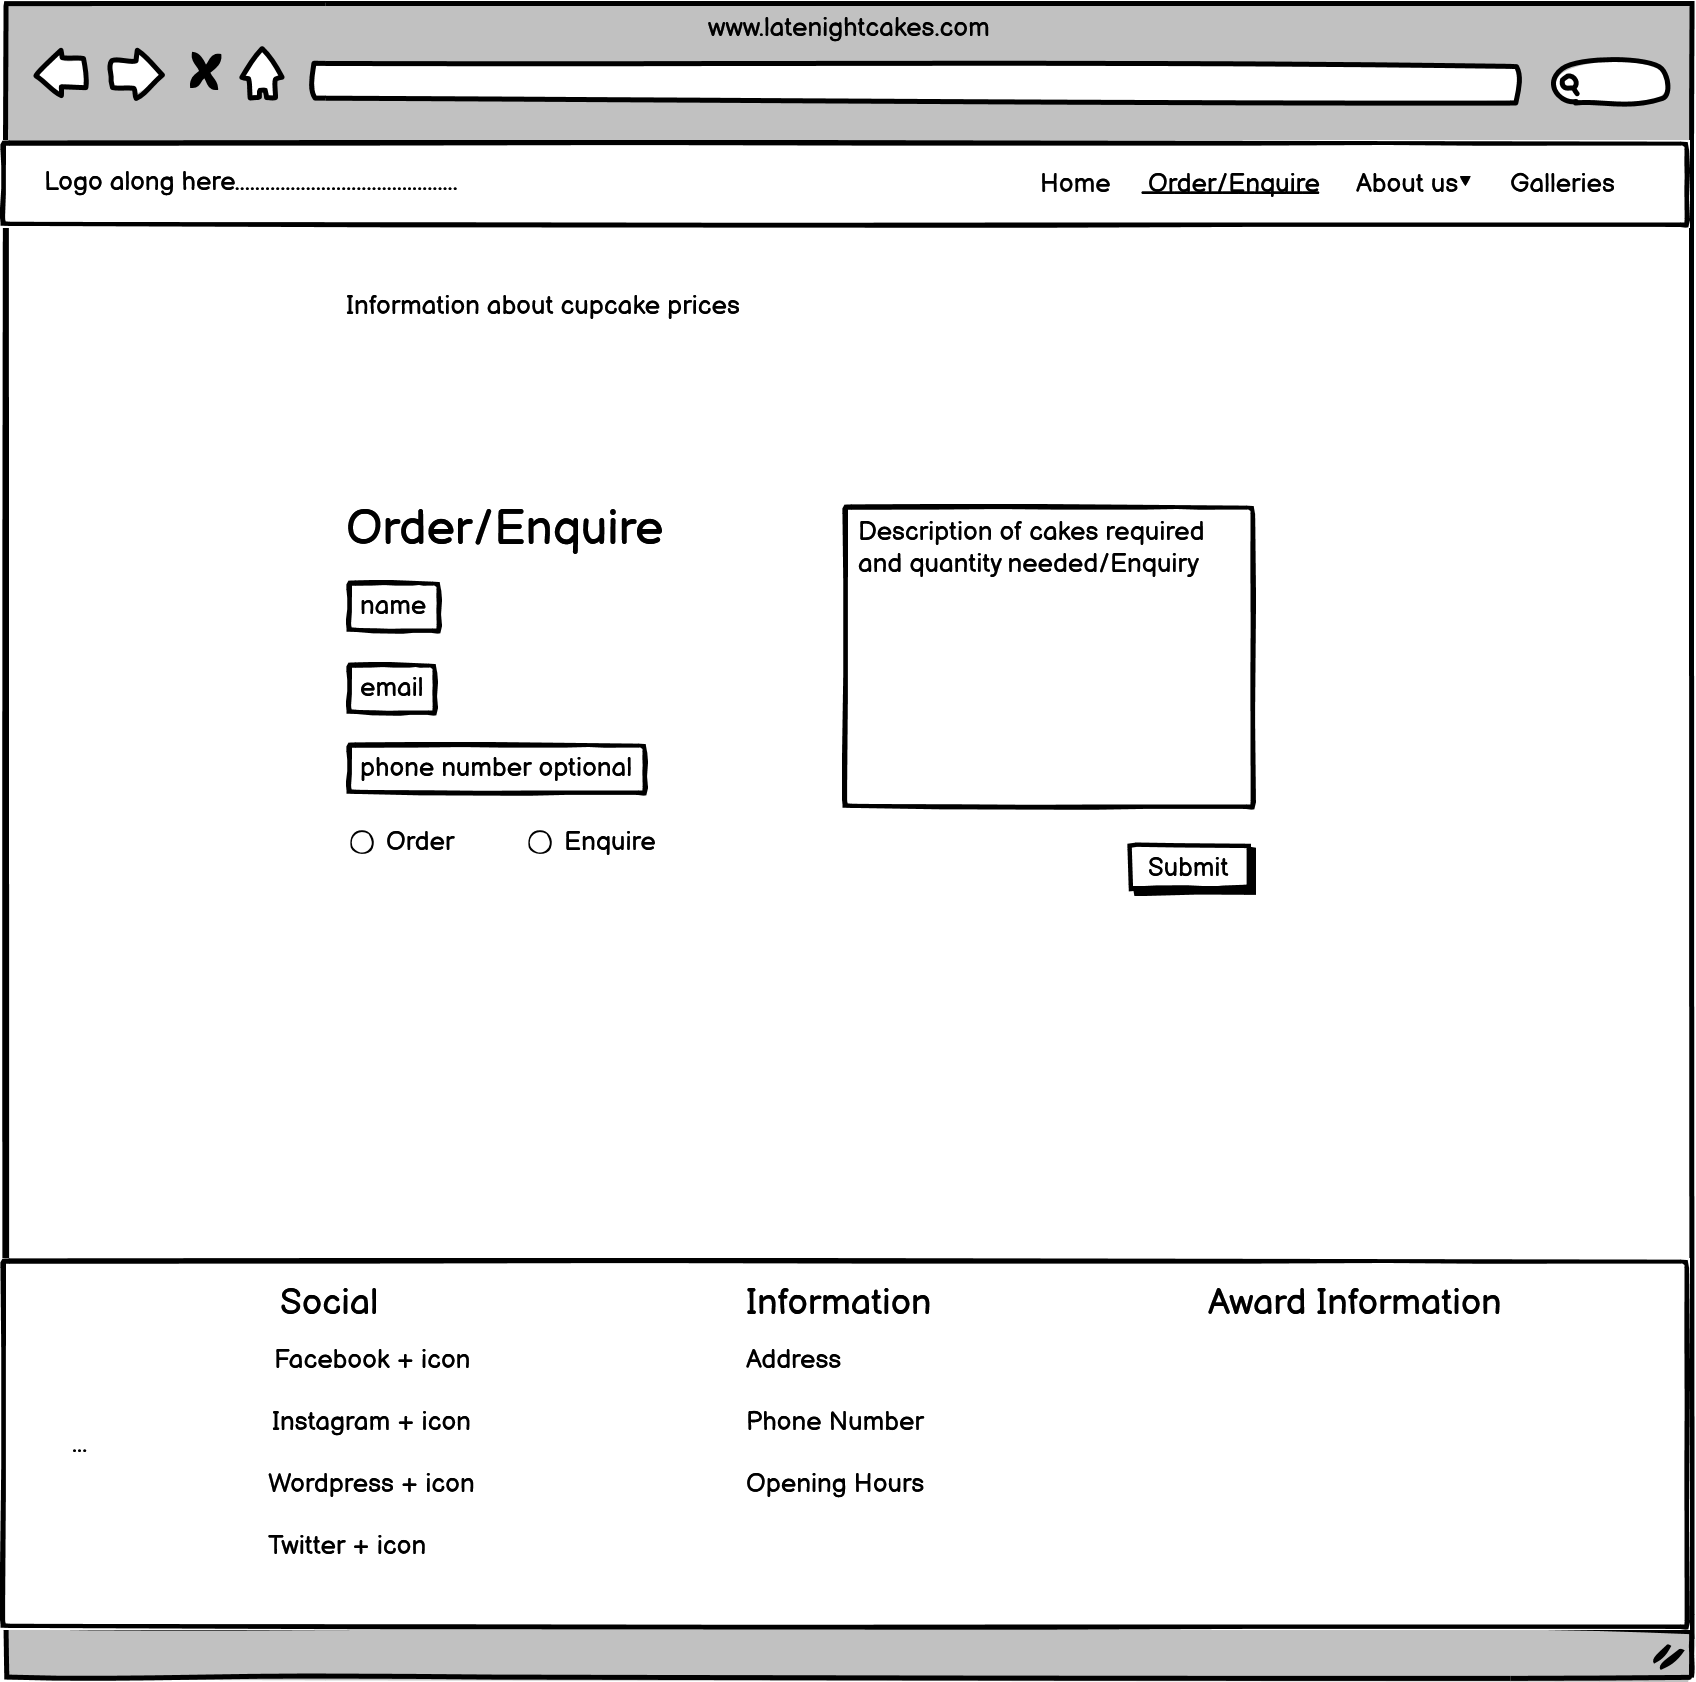 www.latenightcakes.com
Logo along here............................................
Home Order/Enquire About us▼ Galleries
Information about cupcake prices
Order/Enquire
name
email
phone number optional
Order Enquire
Description of cakes required
and quantity needed/Enquiry
Submit
Social
Facebook + icon
Instagram + icon
Wordpress + icon
Twitter + icon
Information
Address
Phone Number
Opening Hours
Award Information
...